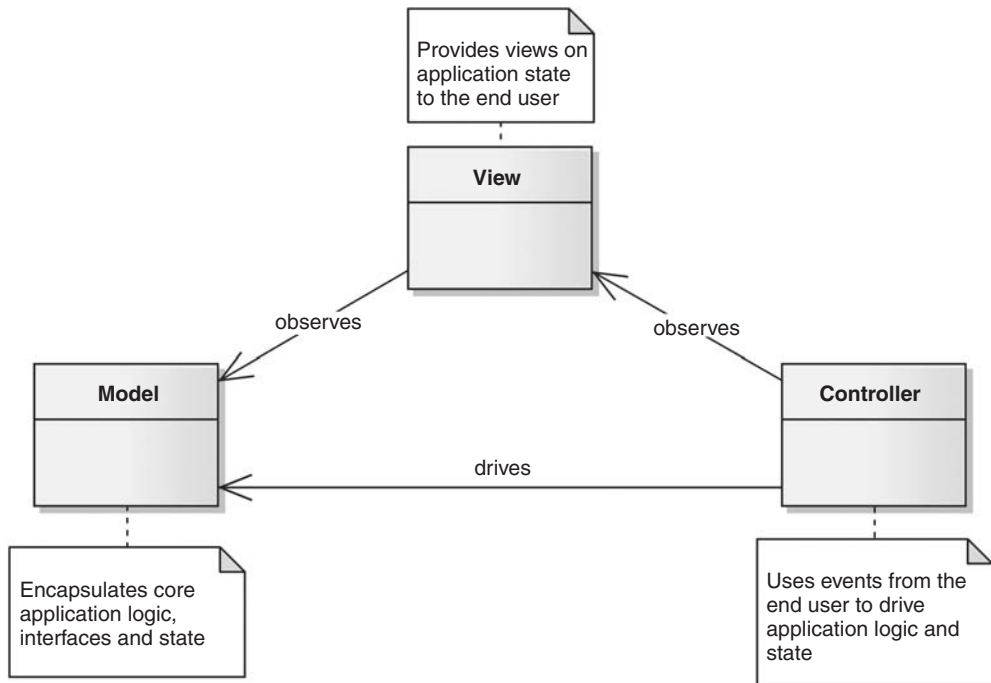 Provides views on
application state
to the end user
View
observes
observes
Model
Controller
drives
Encapsulates core
application logic,
interfaces and state
Uses events from the
end user to drive
application logic and
state